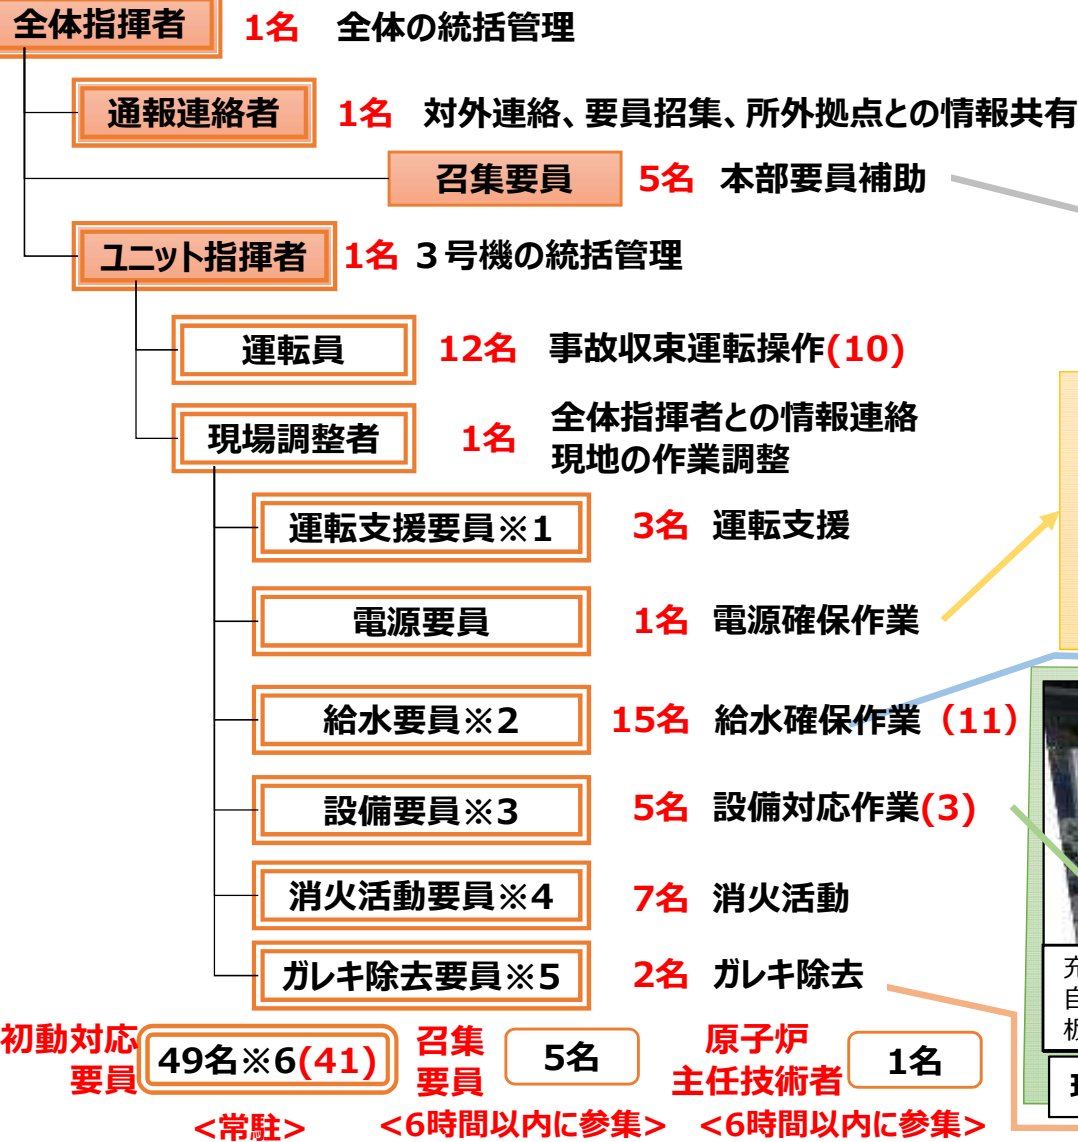 全体指揮者 1名 全体の統括管理
通報連絡者 1名 対外連絡、要員招集、所外拠点との情報共有
召集要員 5名 本部要員補助
ユニット指揮者 1名 3号機の統括管理
運転員 12名 事故収束運転操作(10)
現場調整者 1名 全体指揮者との情報連絡
現地の作業調整
運転支援要員※1 3名 運転支援
電源要員 1名 電源確保作業
給水要員※2 15名 給水確保作業(11)
設備要員※3 5名 設備対応作業(3)
消火活動要員※4 7名 消火活動
ガレキ除去要員※5 2名 ガレキ除去
初動対応
要員
49名※6(41)
<常駐>
召集
要員
5名
<6時間以内に参集>
原子炉
主任技術者
1名
<6時間以内に参集>
自